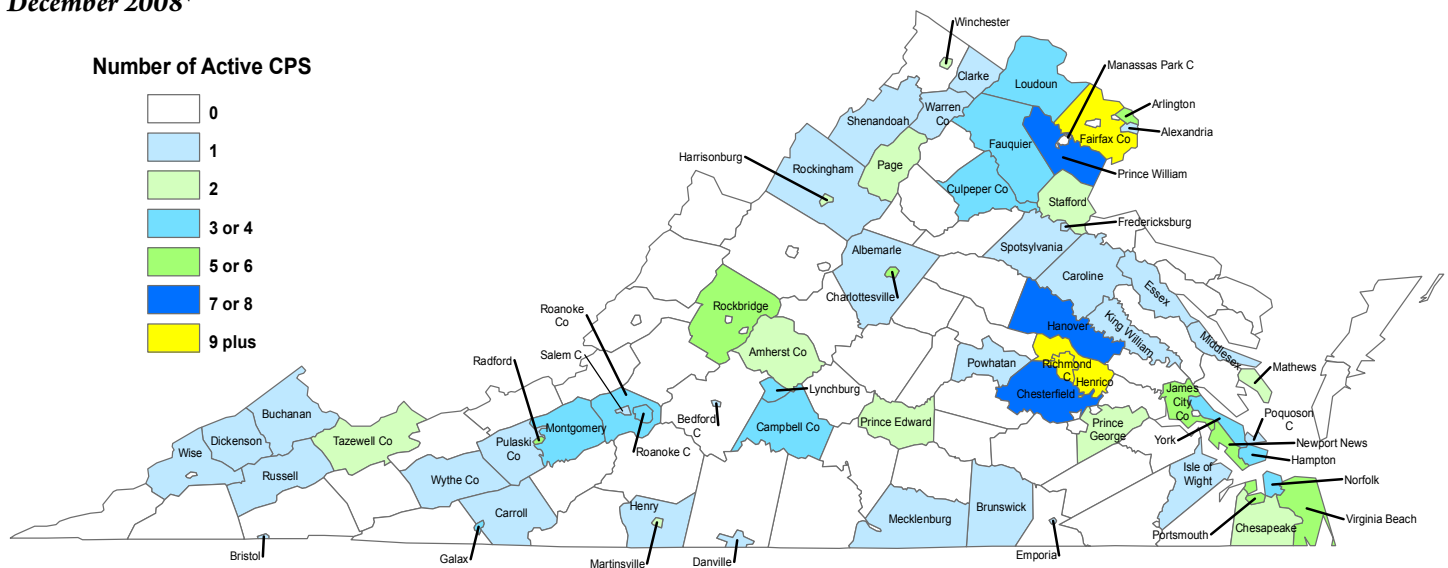 December 2008
Number of Active CPS
0
1
2
3 or 4
5 or 6
7 or 8
9 plus
Winchester
Clarke
Loudoun
Manassas Park C
Warren
Co
Arlington
Shenandoah
Alexandria
Fairfax Co
Fauquier
Harrisonburg
Page
Rockingham
Prince William
Culpeper Co
Stafford
Fredericksburg
Albemarle
Spotsylvania
Caroline
Essex
Charlottesville
Rockbridge
Roanoke
Co
Hanover
King William
Middlesex
Amherst Co
Salem C
Radford
Powhatan
Richmond
C
Henrico
Mathews
Lynchburg
Chesterfield
James
City
Co
Buchanan
Bedford
C
Poquoson
C
Dickenson
Tazewell Co
Montgomery
Campbell Co
Prince Edward
Prince
George
Pulaski
Co
York
Newport News
Wise
Roanoke C
Hampton
Russell
Wythe Co
Isle of
Wight
Norfolk
Carroll
Henry
Mecklenburg
Brunswick
Virginia Beach
Chesapeake
Portsmouth
Bristol
Galax
Martinsville
Danville
Emporia